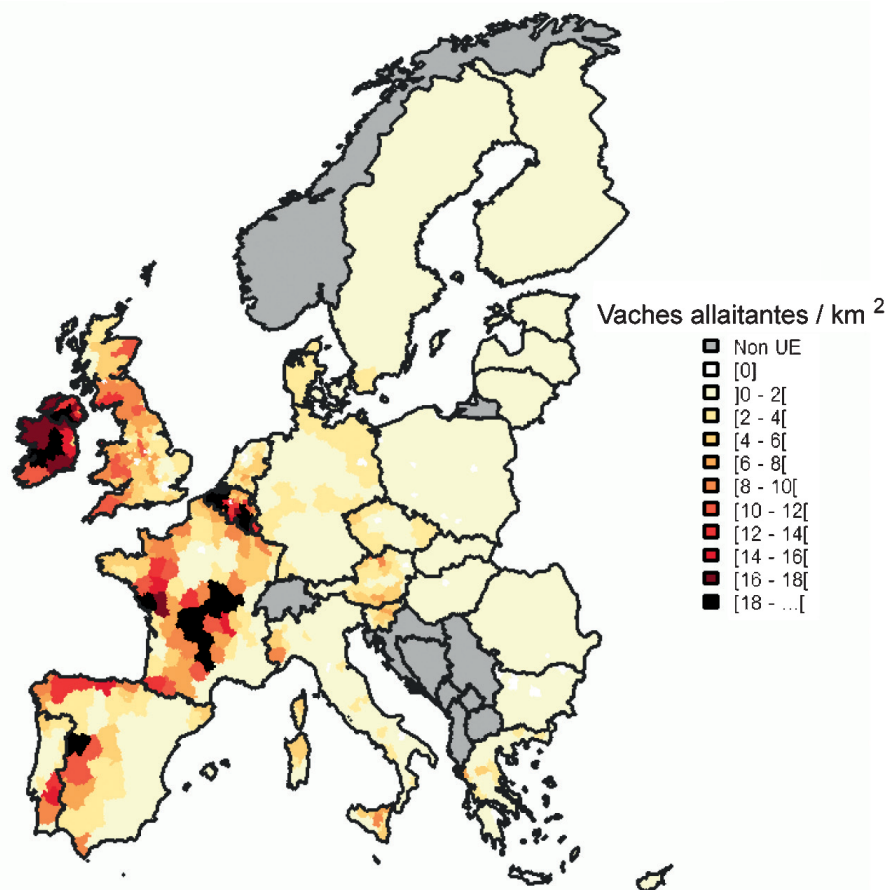 Vaches allaitantes / km ²
Non UE
[0]
]0 - 2[
[2 - 4[
[4 - 6[
[6 - 8[
[8 - 10[
[10 - 12[
[12 - 14[
[14 - 16[
[16 - 18[
[18 - ...[